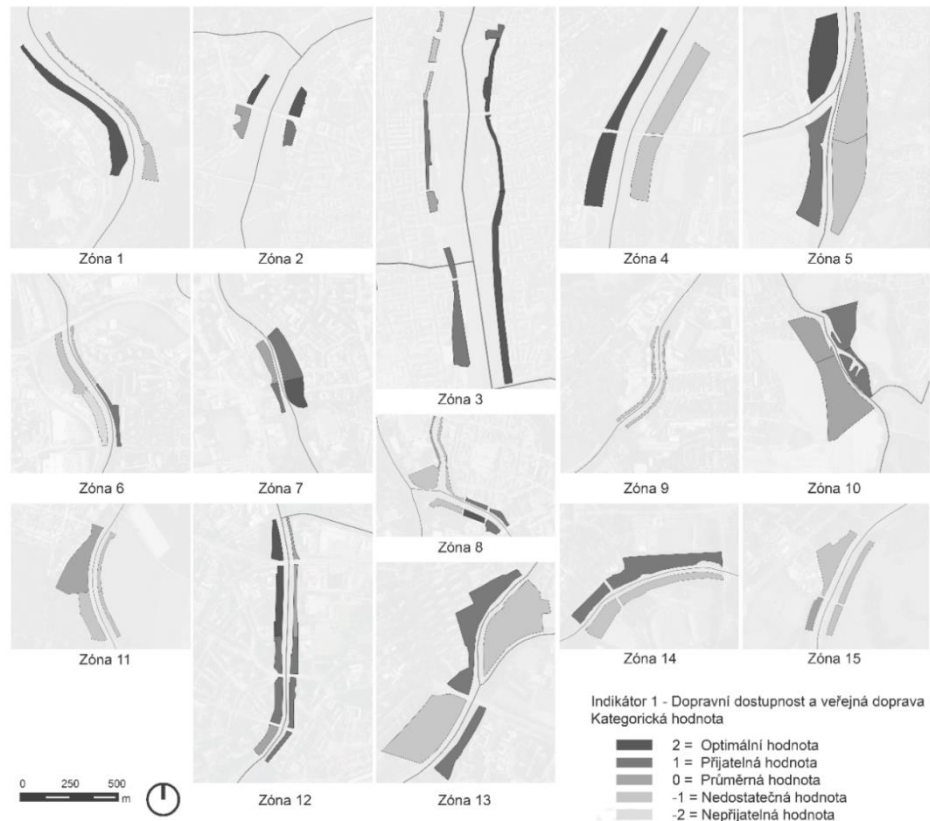 Zóna 1
Zóna 2
Zóna 3
Zóna 4
Zóna 5
Zóna 6
Zóna 7
Zóna 8
Zóna 9
Zóna 10
Zóna 11
Zóna 12
Zóna 13
Zóna 14
Zóna 15
Indikátor 1 - Dopravní dostupnost a veřejná doprava
Kategorická hodnota
2 = Optimální hodnota
1 = Přijatelná hodnota
0 = Průměrná hodnota
-1 = Nedostatečná hodnota
-2 = Nepřijatelná hodnota
0 250 500
m